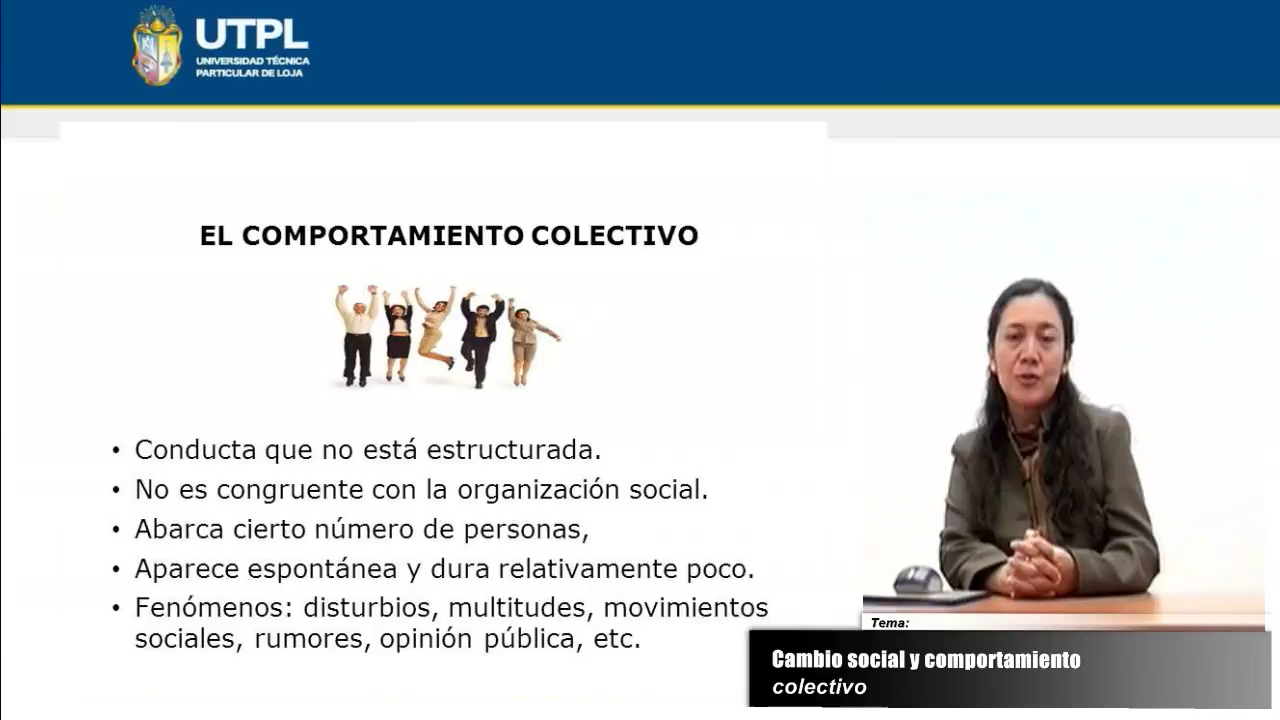 UTPL
UNIVERSIDAD TÉCNICA
PARTICULAR DE LOJA
EL COMPORTAMIENTO COLECTIVO
• Conducta que no está estructurada.
• No es congruente con la organización social.
• Abarca cierto número de personas,
• Aparece espontánea y dura relativamente poco.
• Fenómenos: disturbios, multitudes, movimientos
sociales, rumores, opinión pública, etc.
Tema:
Cambio social y comportamiento
colectivo